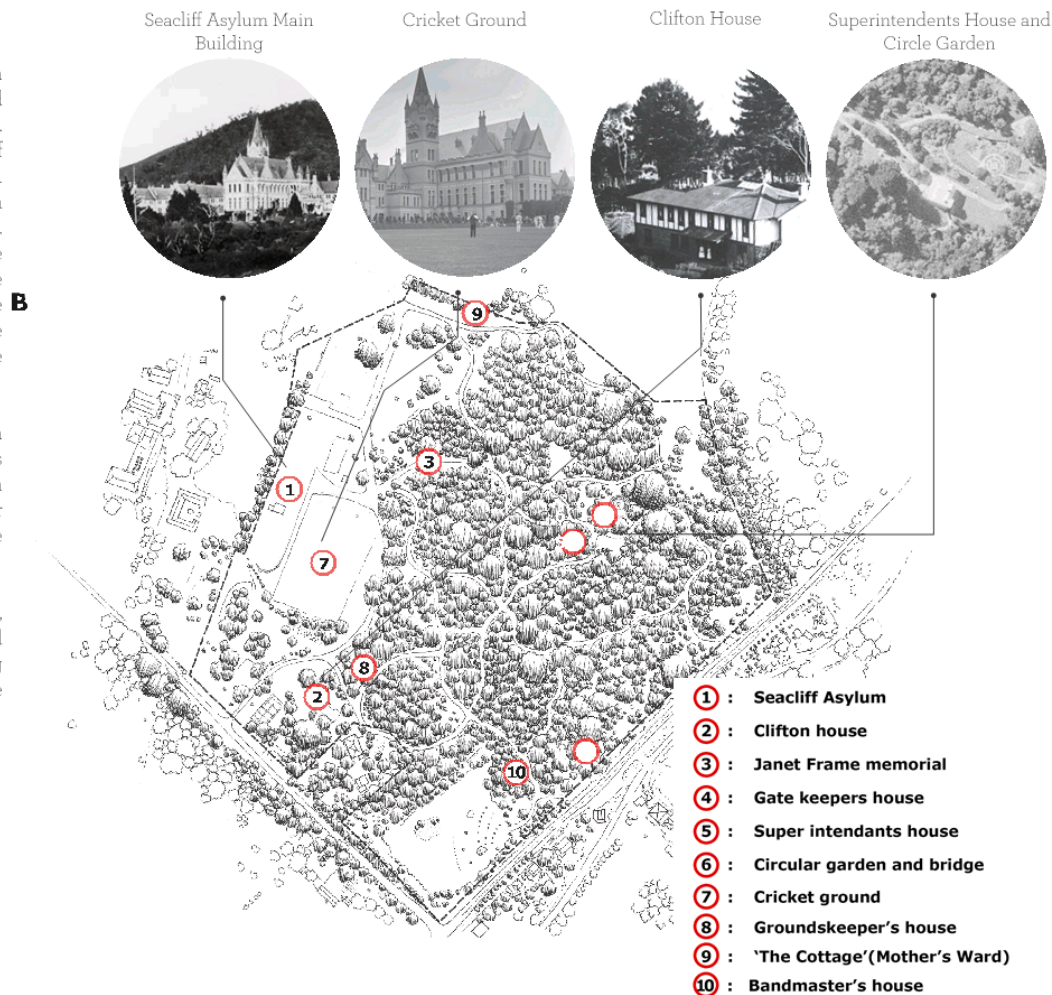 Seacliff Asylum Main
Building
Cricket Ground
Clifton House
Superintendents House and
Circle Garden
B
9
3
1
7
8
2
10
1 : Seacliff Asylum
2 : Clifton house
3 : Janet Frame memorial
4 : Gate keepers house
5 : Super intendants house
6 : Circular garden and bridge
7 : Cricket ground
8 : Groundskeeper’s house
9 : ‘The Cottage’(Mother’s Ward)
10 : Bandmaster’s house